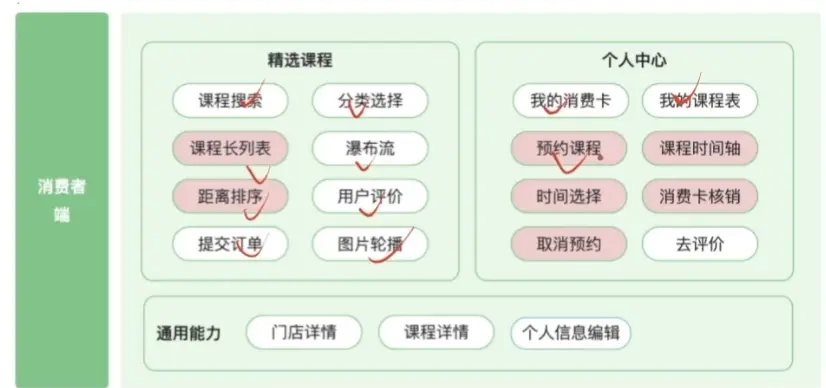 消费者
端
精选课程
课程搜索 分类选择
课程长列表 瀑布流
距离排序 用户评价
提交订单 图片轮播
个人中心
我的消费卡 我的课程表
预约课程 课程时间轴
时间选择 消费卡核销
取消预约 去评价
通用能力 门店详情 课程详情 个人信息编辑